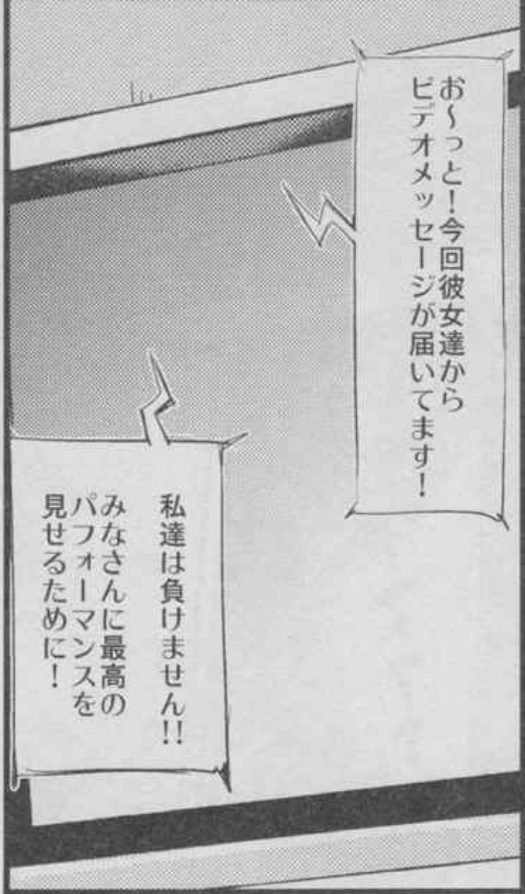 お〜っと！今回彼女達から
ビデオメッセージが届いてます！
私達は負けません!!
みなさんに最高の
パフォーマンスを
見せるために！